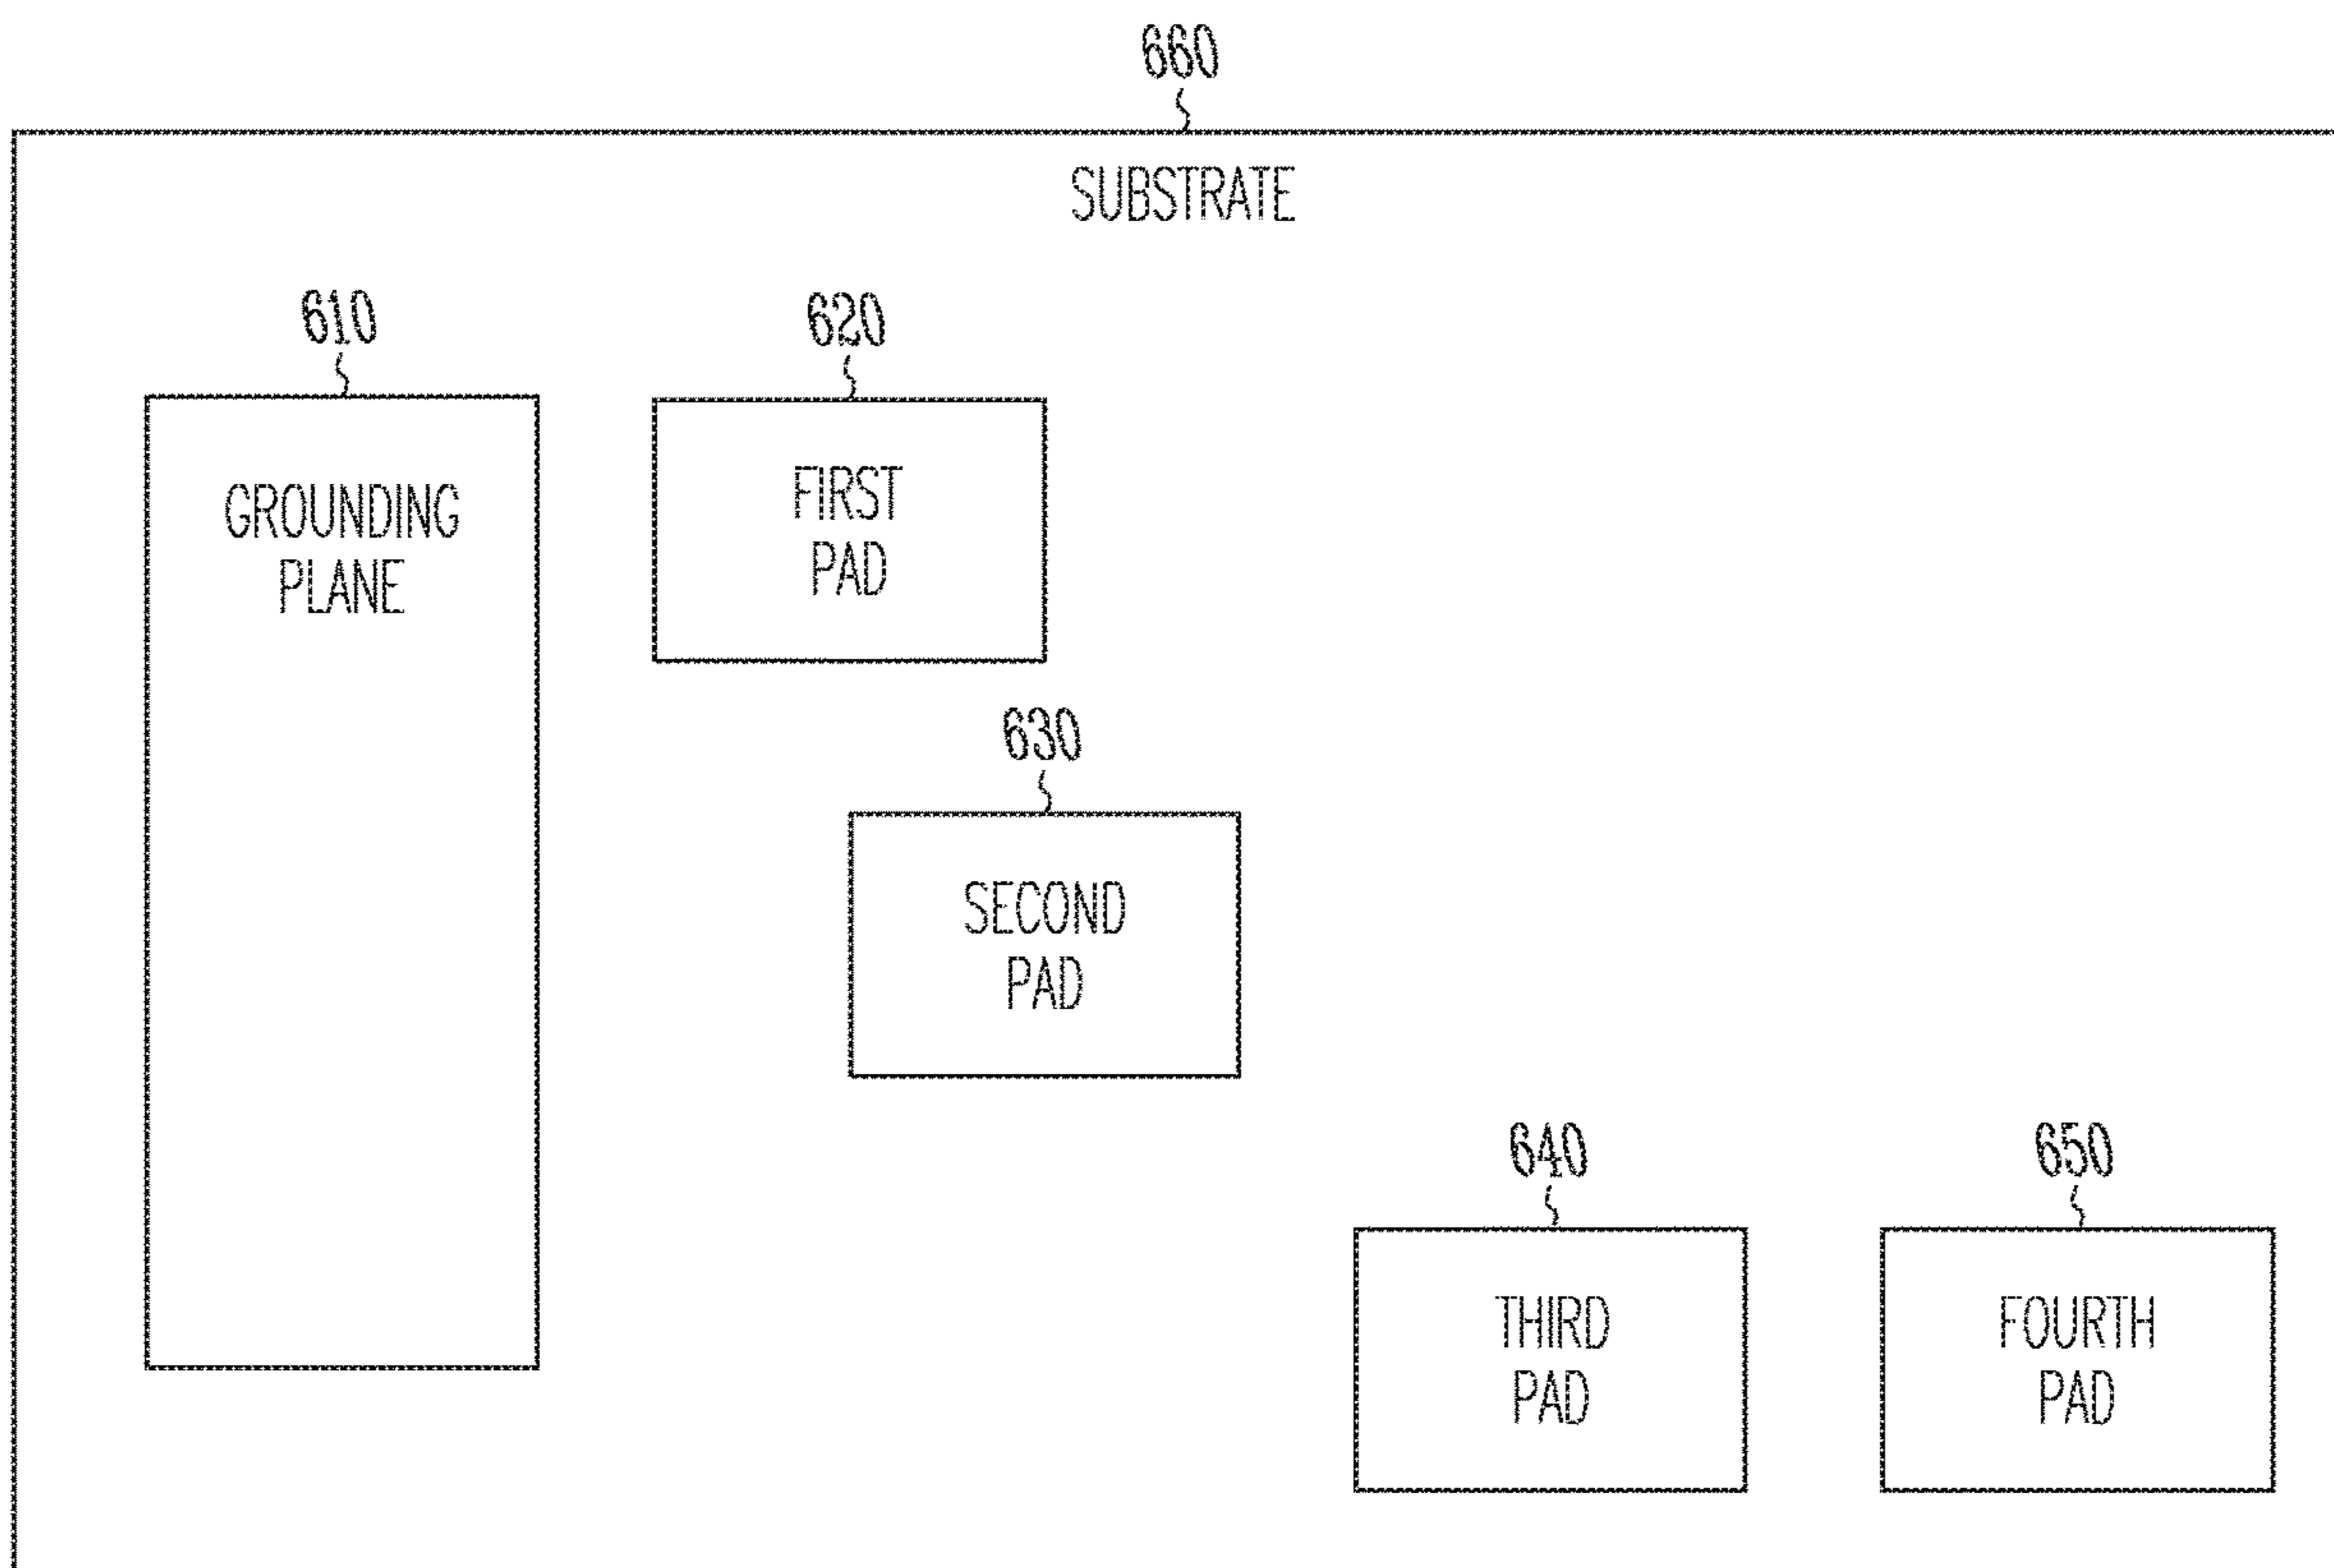 660
SUBSTRATE
610
620
GROUNDING
PLANE
FIRST
PAD
630
SECOND
PAD
640
650
THIRD
PAD
FOURTH
PAD